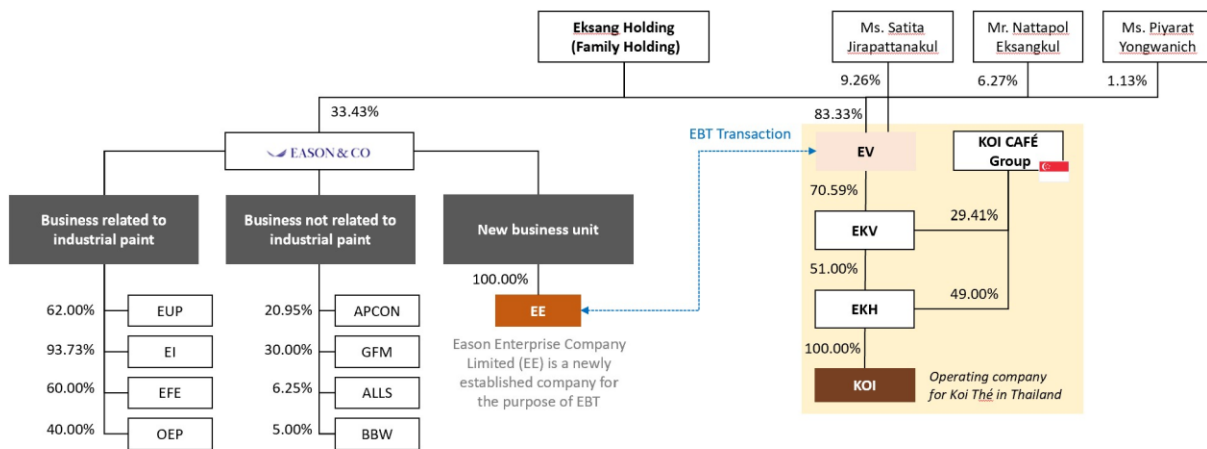 Eksang Holding
(Family Holding)
Ms. Satita
Jirapattanakul
Mr. Nattapol
Eksangkul
Ms. Piyarat
Yongwanich
9.26%
6.27%
1.13%
33.43%
83.33%
EASON & CO
EBT Transaction
EV
KOI CAFÉ
Group
70.59%
29.41%
Business related to
industrial paint
Business not related to
industrial paint
New business unit
EKV
100.00%
51.00%
49.00%
62.00%
EUP
20.95%
APCON
EE
EKH
93.73%
EI
30.00%
GFM
Eason Enterprise Company
Limited (EE) is a newly
established company for
the purpose of EBT
100.00%
60.00%
EFE
6.25%
ALLS
KOI
Operating company
for Koi Thé in Thailand
40.00%
OEP
5.00%
BBW